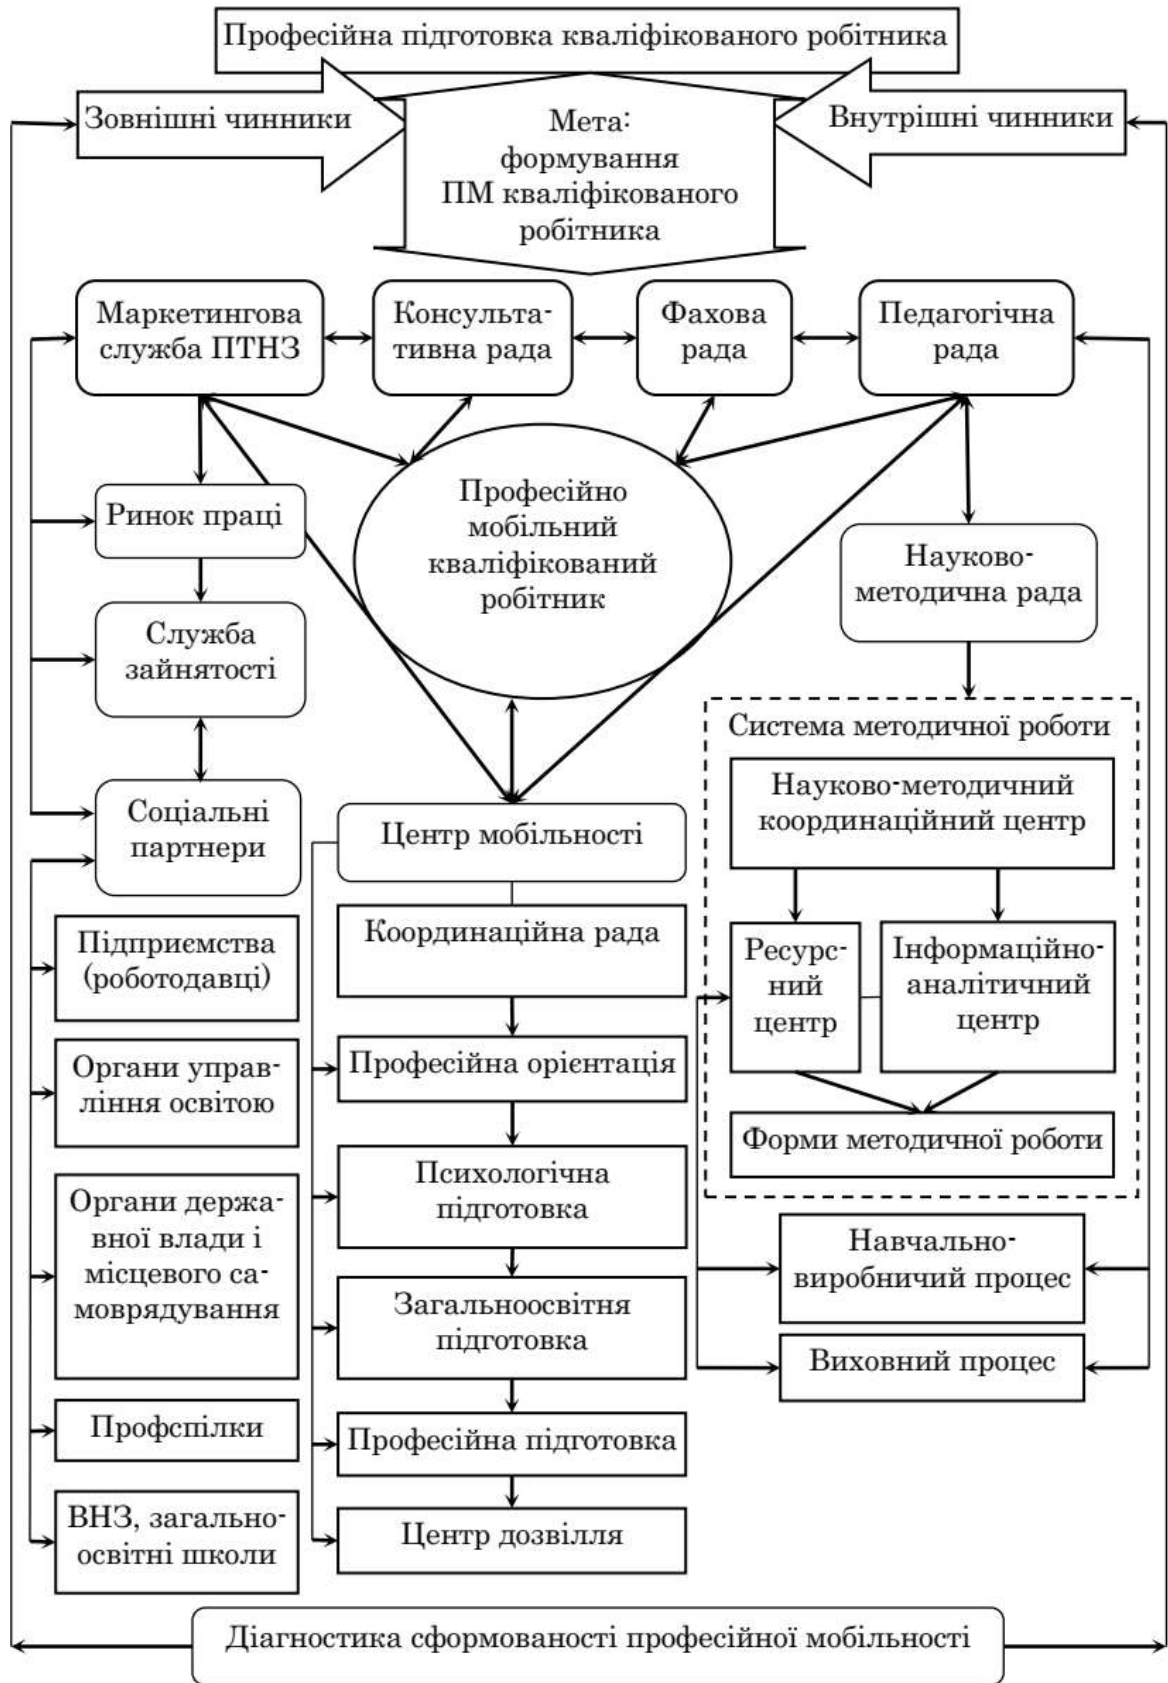 Професійна підготовка кваліфікованого робітника
Зовнішні чинники
Мета:
формування
ПМ кваліфікованого
робітника
Внутрішні чинники
Маркетингова
служба ПТНЗ
Консульта-
тивна рада
Фахова
рада
Педагогічна
рада
Ринок праці
Служба
зайнятості
Соціальні
партнери
Підприємства
(роботодавці)
Органи управ-
ління освітою
Органи держа-
вної влади і
місцевого са-
моврядування
Профспілки
ВНЗ, загально-
освітні школи
Професійно
мобільний
кваліфікований
робітник
Центр мобільності
Координаційна рада
Професійна орієнтація
Психологічна
підготовка
Загальноосвітня
підготовка
Професійна підготовка
Центр дозвілля
Науково-
методична рада
Система методичної роботи
Науково-методичний
координаційний центр
Ресурс-
ний
центр
Інформаційно-
аналітичний
центр
Форми методичної роботи
Навчально-
виробничий процес
Виховний процес
Діагностика сформованості професійної мобільності